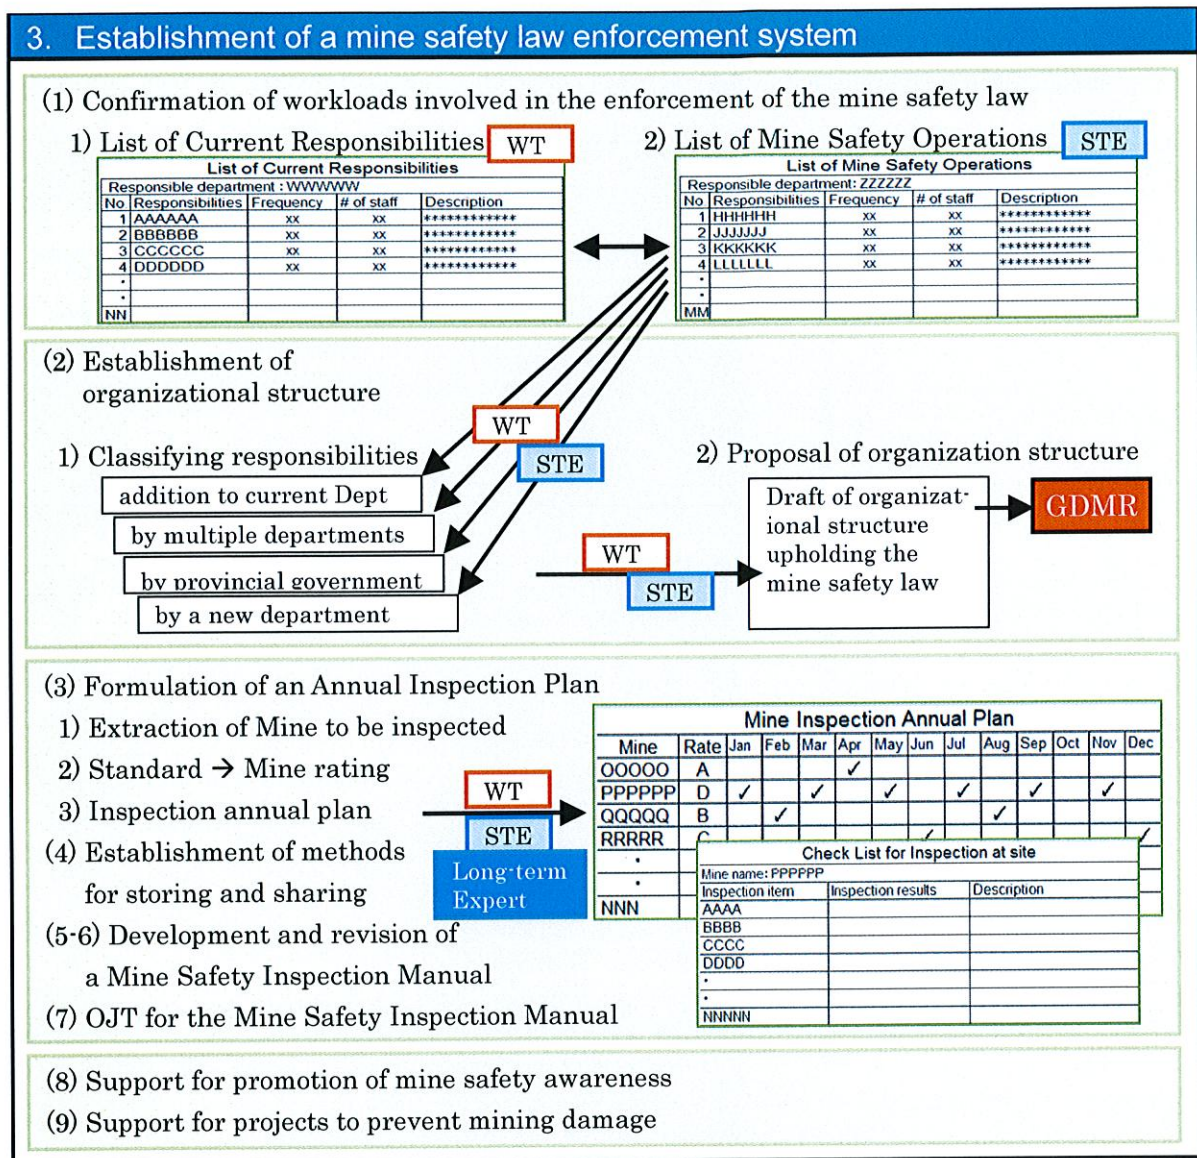 3. Establishment of a mine safety law enforcement system
(1) Confirmation of workloads involved in the enforcement of the mine safety law
1) List of Current Responsibilities WT
List of Current Responsibilities
Responsible department : WWWWWW
No Responsibilities Frequency # of staff Description
1 AAAAAA xx xx ************
2 BBBBBB xx xx ************
3 CCCCCC xx xx ************
4 DDDDDD xx xx ************
・
・
NN
2) List of Mine Safety Operations STE
List of Mine Safety Operations
Responsible department: ZZZZZZ
No Responsibilities Frequency # of staff Description
1 HHHHHH xx xx ************
2 JJJJJJ xx xx ************
3 KKKKKK xx xx ************
4 LLLLLLL xx xx ************
・
・
MM
(2) Establishment of
organizational structure
WT
STE
1) Classifying responsibilities
addition to current Dept
by multiple departments
by provincial government
by a new department
WT
STE
2) Proposal of organization structure
Draft of organizat-
ional structure
upholding the
mine safety law
GDMR
(3) Formulation of an Annual Inspection Plan
1) Extraction of Mine to be inspected
2) Standard → Mine rating
3) Inspection annual plan
(4) Establishment of methods
for storing and sharing
(5-6) Development and revision of
a Mine Safety Inspection Manual
(7) OJT for the Mine Safety Inspection Manual
WT
STE
Long-term
Expert
Mine Inspection Annual Plan
Mine Rate Jan Feb Mar Apr May Jun Jul Aug Sep Oct Nov Dec
OOOOO A ✓
PPPPPP D ✓ ✓ ✓ ✓ ✓ ✓
QQQQQ B ✓ ✓
RRRRR C ✓ ✓
・
・
NNN
Check List for Inspection at site
Mine name: PPPPPP
Inspection item Inspection results Description
AAAA
BBBB
CCCC
DDDD
・
・
NNNNN
(8) Support for promotion of mine safety awareness
(9) Support for projects to prevent mining damage